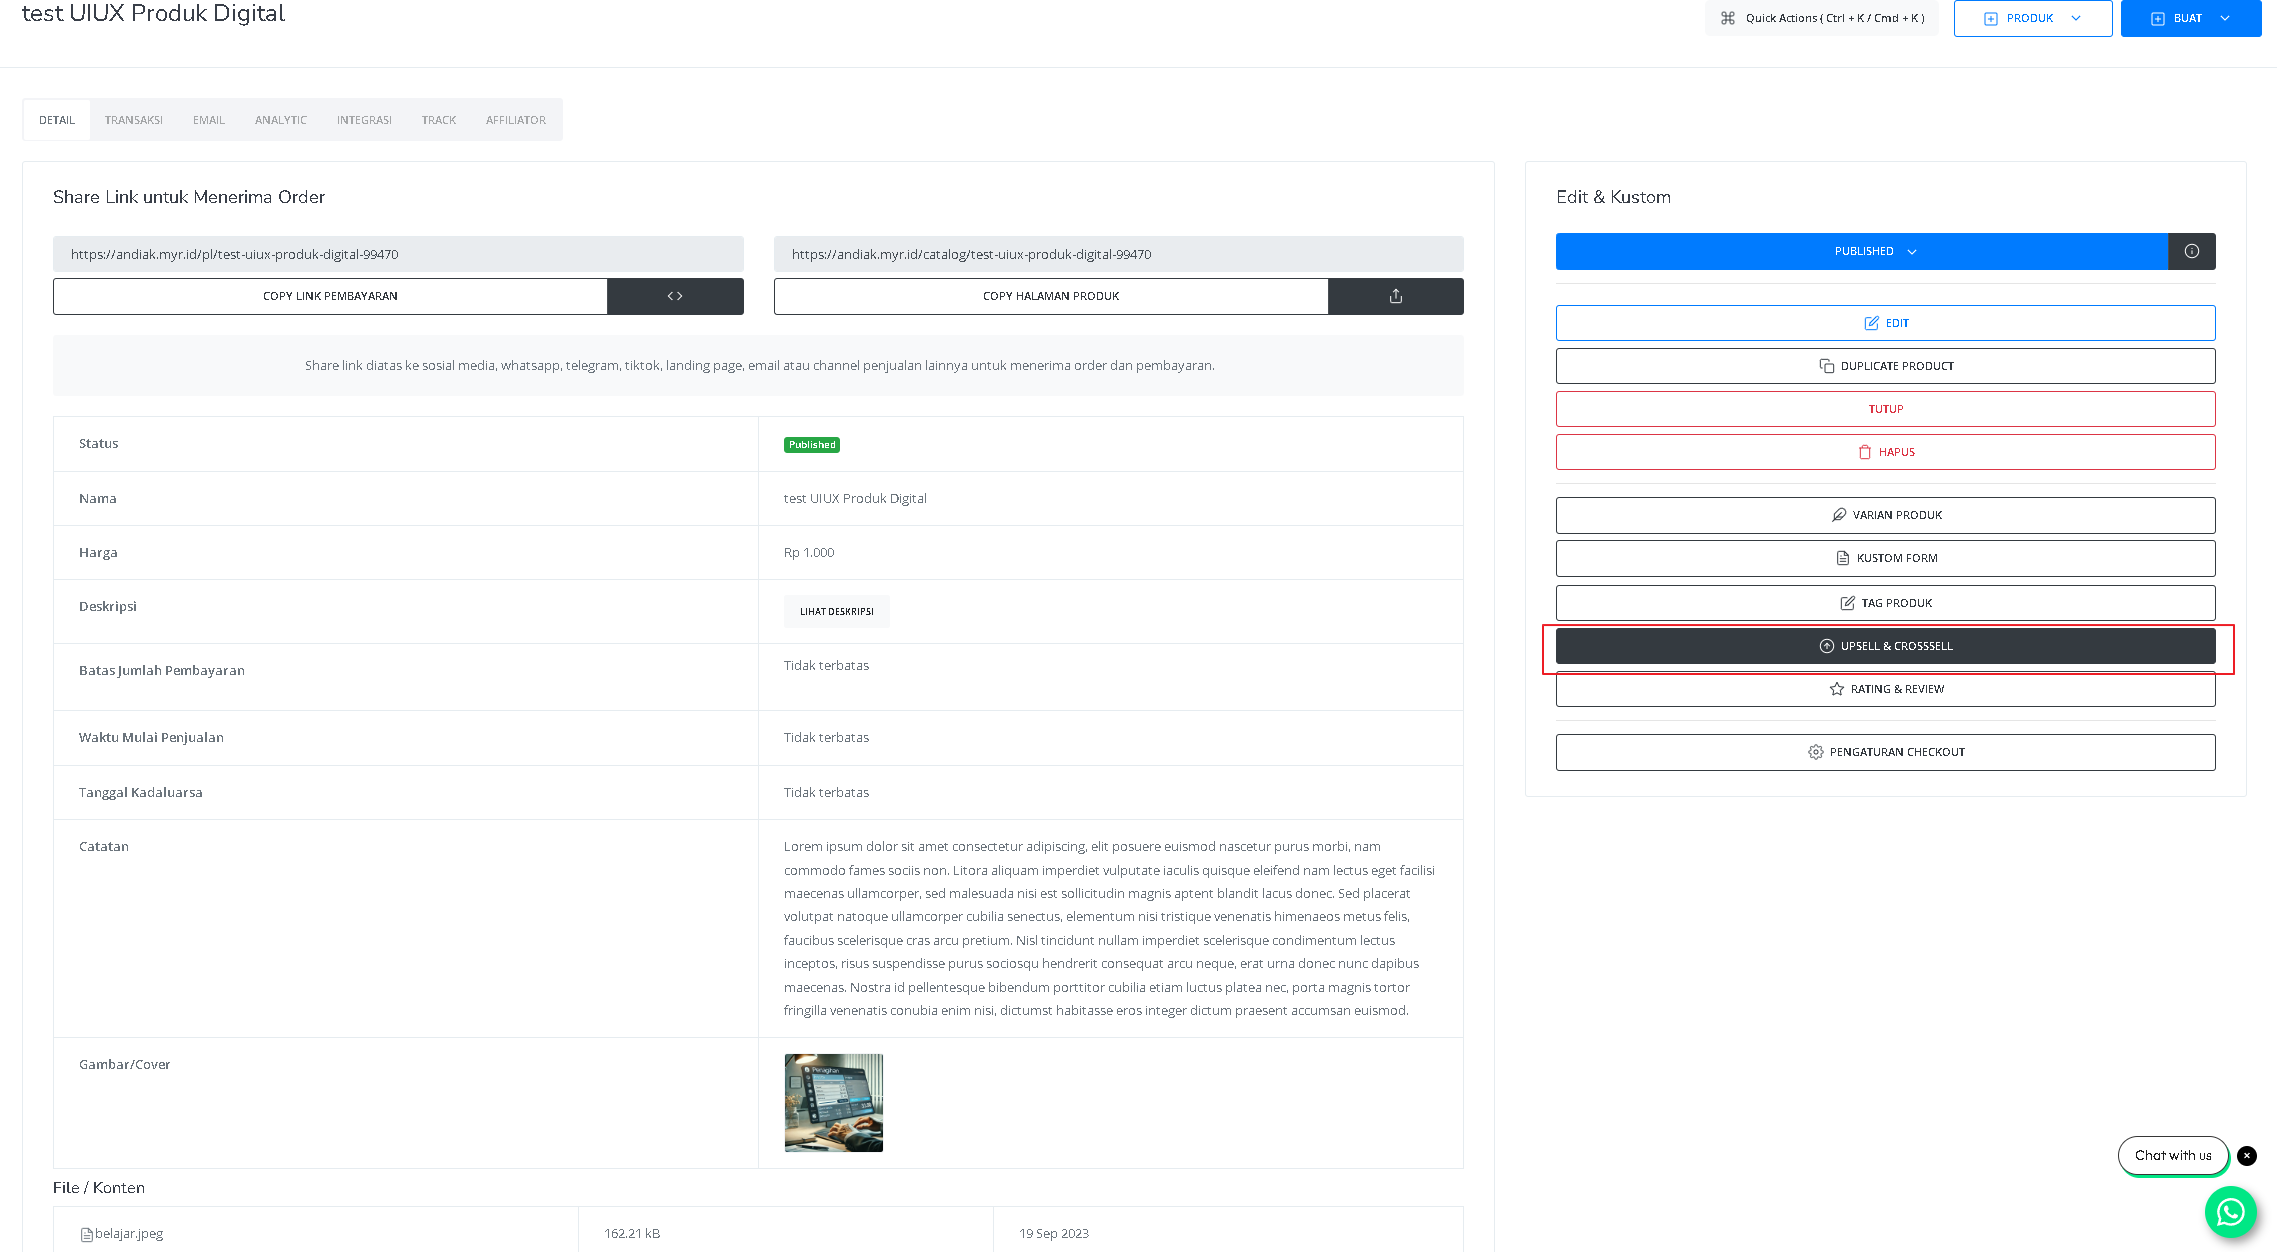 test UIUX Produk Digital
Quick Actions ( Ctrl + K / Cmd + K )
PRODUK
BUAT
DETAIL
TRANSAKSI
EMAIL
ANALYTIC
INTEGRASI
TRACK
AFFILIATOR
Share Link untuk Menerima Order
https://andiak.myr.id/pl/test-uiux-produk-digital-99470
https://andiak.myr.id/catalog/test-uiux-produk-digital-99470
COPY LINK PEMBAYARAN
COPY HALAMAN PRODUK
Share link diatas ke sosial media, whatsapp, telegram, tiktok, landing page, email atau channel penjualan lainnya untuk menerima order dan pembayaran.
Status
Published
Nama
test UIUX Produk Digital
Harga
Rp 1.000
Deskripsi
LIHAT DESKRIPSI
Batas Jumlah Pembayaran
Tidak terbatas
Waktu Mulai Penjualan
Tidak terbatas
Tanggal Kadaluarsa
Tidak terbatas
Catatan
Lorem ipsum dolor sit amet consectetur adipiscing, elit posuere euismod nascetur purus morbi, nam
commodo fames sociis non. Litora aliquam imperdiet vulputate iaculis quisque eleifend nam lectus eget facilisi
maecenas ullamcorper, sed malesuada nisi est sollicitudin magnis aptent blandit lacus donec. Sed placerat
volutpat natoque ullamcorper cubilia senectus, elementum nisi tristique venenatis himenaeos metus felis,
faucibus scelerisque cras arcu pretium. Nisl tincidunt nullam imperdiet scelerisque condimentum lectus
inceptos, risus suspendisse purus sociosqu hendrerit consequat arcu neque, erat urna donec nunc dapibus
maecenas. Nostra id pellentesque bibendum porttitor cubilia etiam luctus platea nec, porta magnis tortor
fringilla venenatis conubia enim nisi, dictumst habitasse eros integer dictum praesent accumsan euismod.
Gambar/Cover
Penagihan
File / Konten
belajar.jpeg
162.21 kB
19 Sep 2023
Edit & Kustom
PUBLISHED
EDIT
DUPLICATE PRODUCT
TUTUP
HAPUS
VARIAN PRODUK
KUSTOM FORM
TAG PRODUK
UPSELL & CROSSSELL
RATING & REVIEW
PENGATURAN CHECKOUT
Chat with us